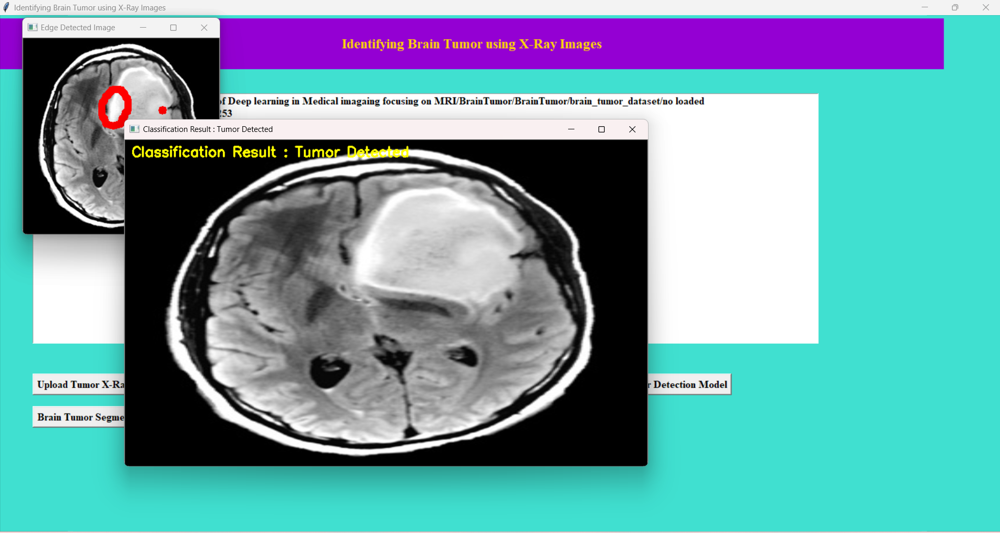 Identifying Brain Tumor using X-Ray Images
Edge Detected Image
Identifying Brain Tumor using X-Ray Images
of Deep learning in Medical imagaing focusing on MRI/BrainTumor/BrainTumor/brain_tumor_dataset/no loaded
253
Classification Result : Tumor Detected
Classification Result : Tumor Detected
Upload Tumor
Detection Model
Brain Tumor